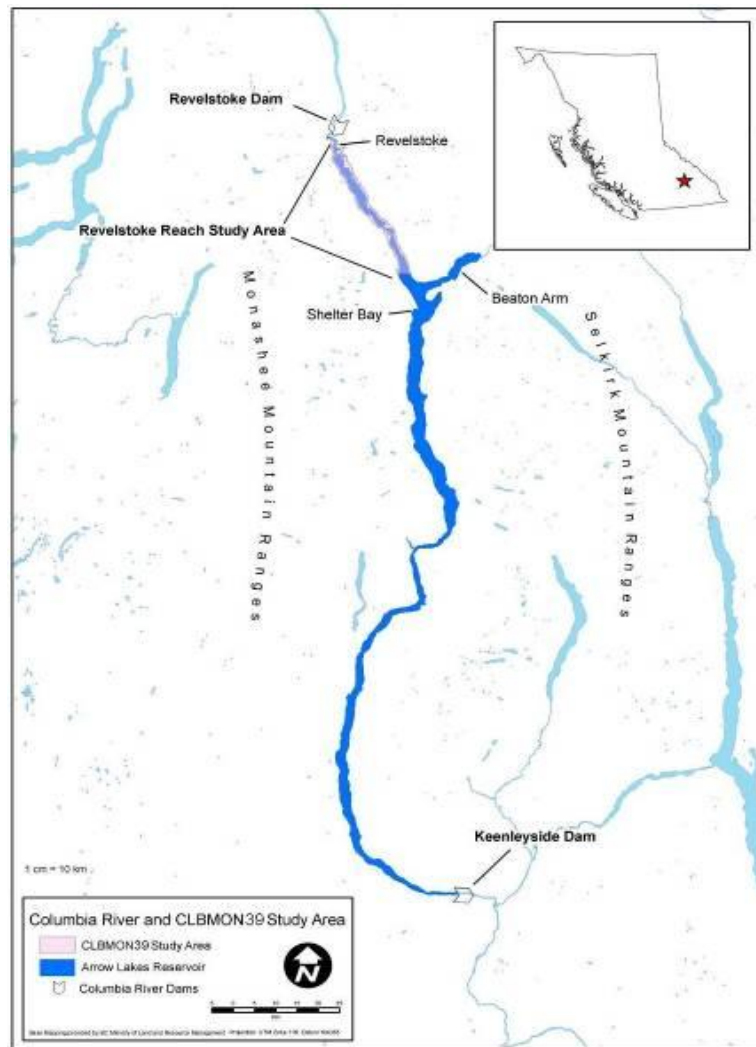 Revelstoke Dam
Revelstoke
Revelstoke Reach Study Area
Beaton Arm
Shelter Bay
Monashee Mountain Ranges
Selkirk Mountain Ranges
Keenleyside Dam
1 cm = 10 km
Columbia River and CLBMON39 Study Area
CLBMON39 Study Area
Arrow Lakes Reservoir
Columbia River Dams
N